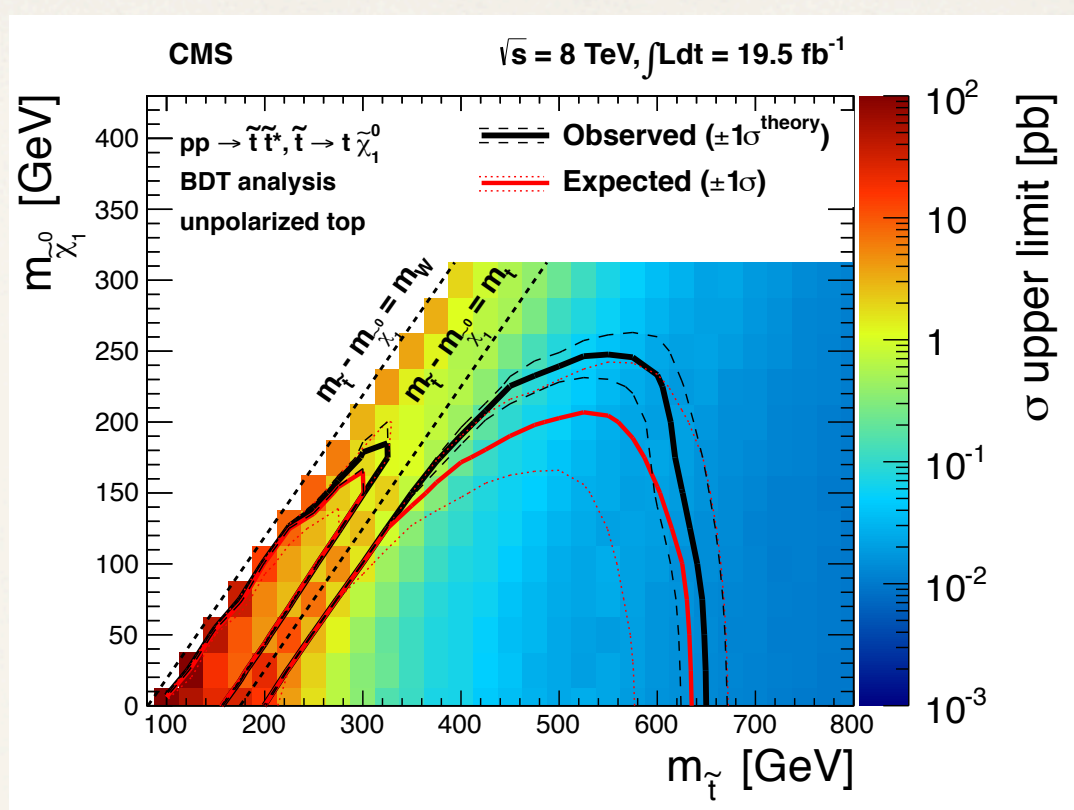 CMS
√s = 8 TeV, ∫Ldt = 19.5 fb⁻¹
pp → t̃ t̃*, t̃ → t χ̃₁⁰
BDT analysis
unpolarized top
Observed (±1σ^theory)
Expected (±1σ)
m_t̃ - m_χ̃₁⁰ = m_W
m_t̃ - m_χ̃₁⁰ = m_t
m_χ̃₁⁰ [GeV]
400
350
300
250
200
150
100
50
0
100 200 300 400 500 600 700 800
m_t̃ [GeV]
10²
10
1
10⁻¹
10⁻²
10⁻³
σ upper limit [pb]